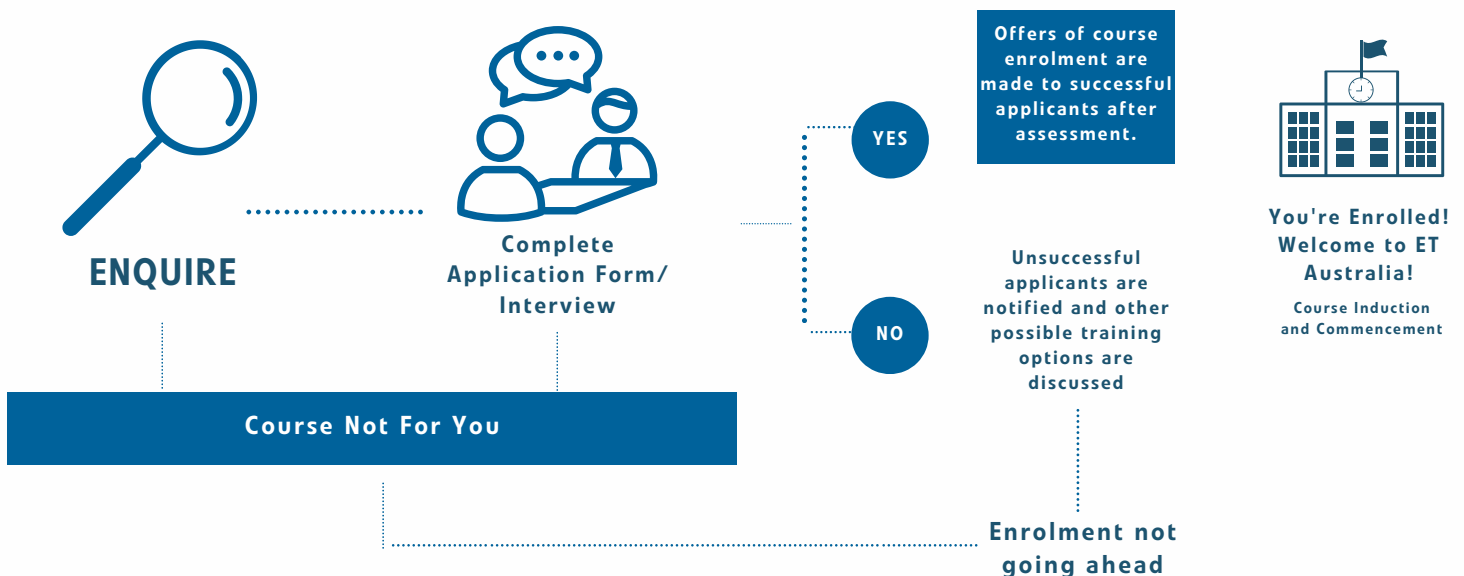 ENQUIRE
Complete
Application Form/
Interview
Course Not For You
YES
NO
Offers of course
enrolment are
made to successful
applicants after
assessment.
Unsuccessful
applicants are
notified and other
possible training
options are
discussed
Enrolment not
going ahead
You're Enrolled!
Welcome to ET
Australia!
Course Induction
and Commencement